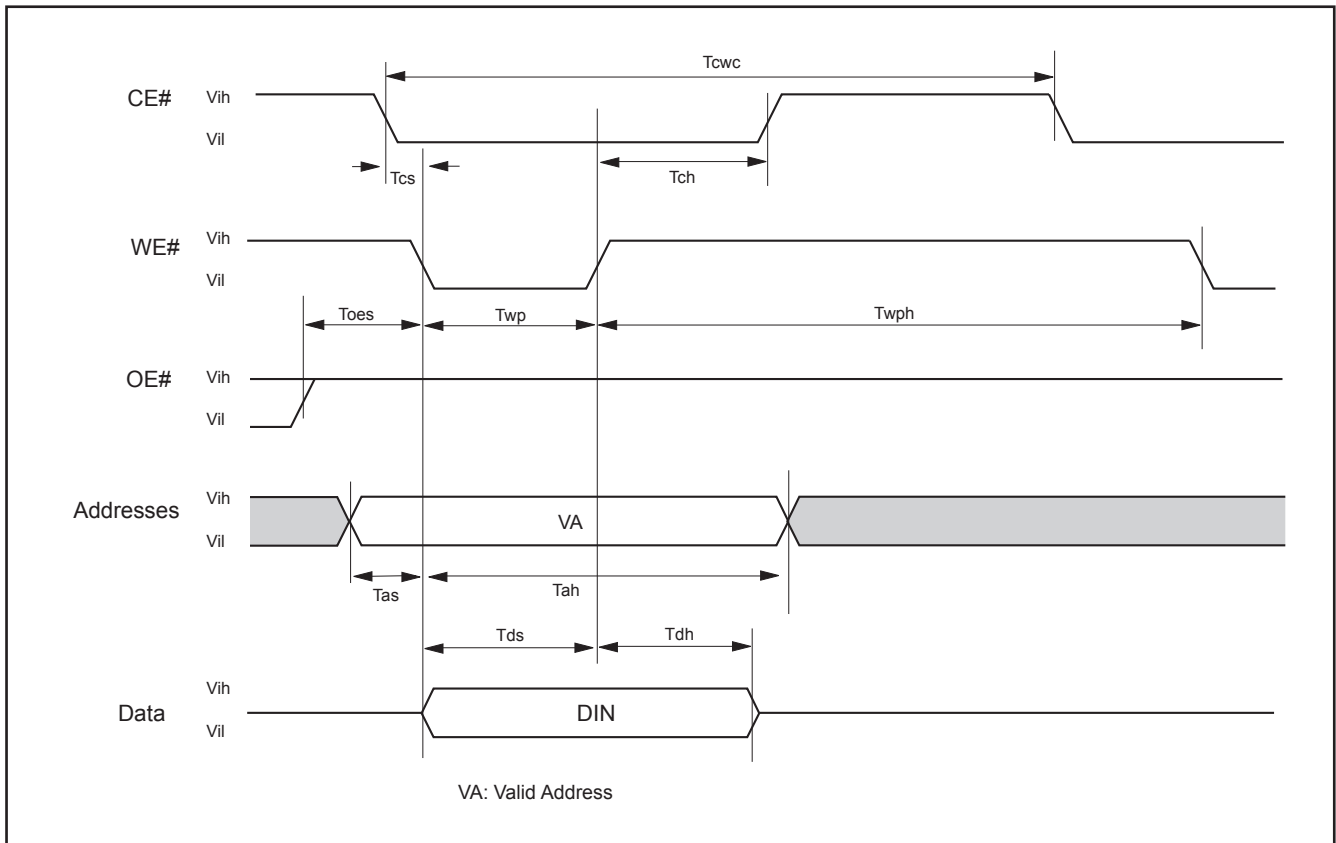 Tcwc
CE#
Vih
Vil
Tcs
Tch
WE#
Vih
Vil
Toes
Twp
Twph
OE#
Vih
Vil
Addresses
Vih
Vil
VA
Tas
Tah
Tds
Tdh
Data
Vih
Vil
DIN
VA: Valid Address